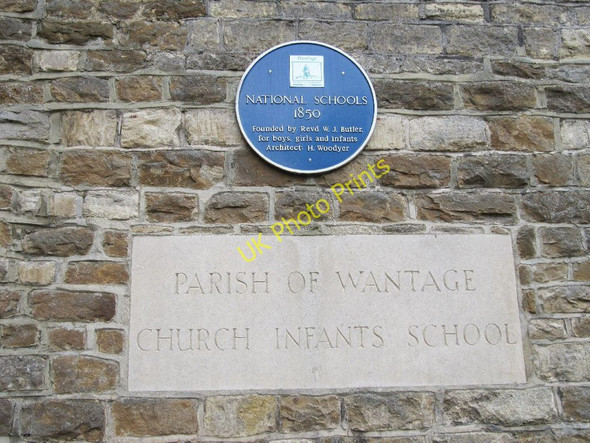 NATIONAL SCHOOLS
1850
Founded by Revd W. J. Butler,
for boys, girls and infants
Architect- H. Woodyer
UK Photo Prints
PARISH OF WANTAGE
CHURCH INFANTS SCHOOL